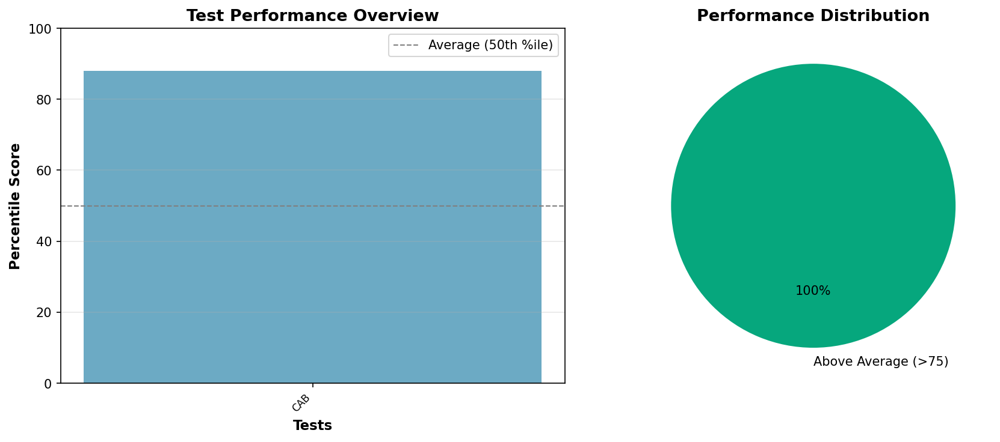 Test Performance Overview
100
80
60
40
20
0
Percentile Score
Average (50th %ile)
CAB
Tests
Performance Distribution
100%
Above Average (>75)